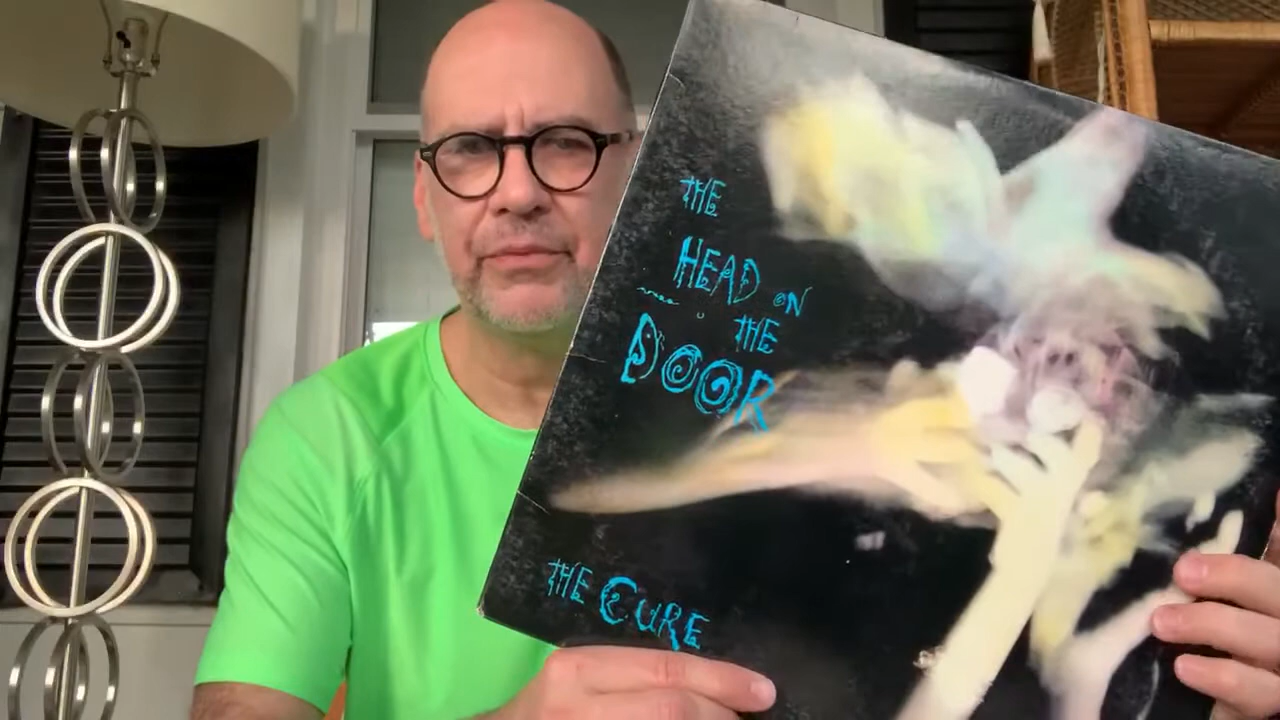 THE
HEAD ON
THE
DOOR
THE CURE